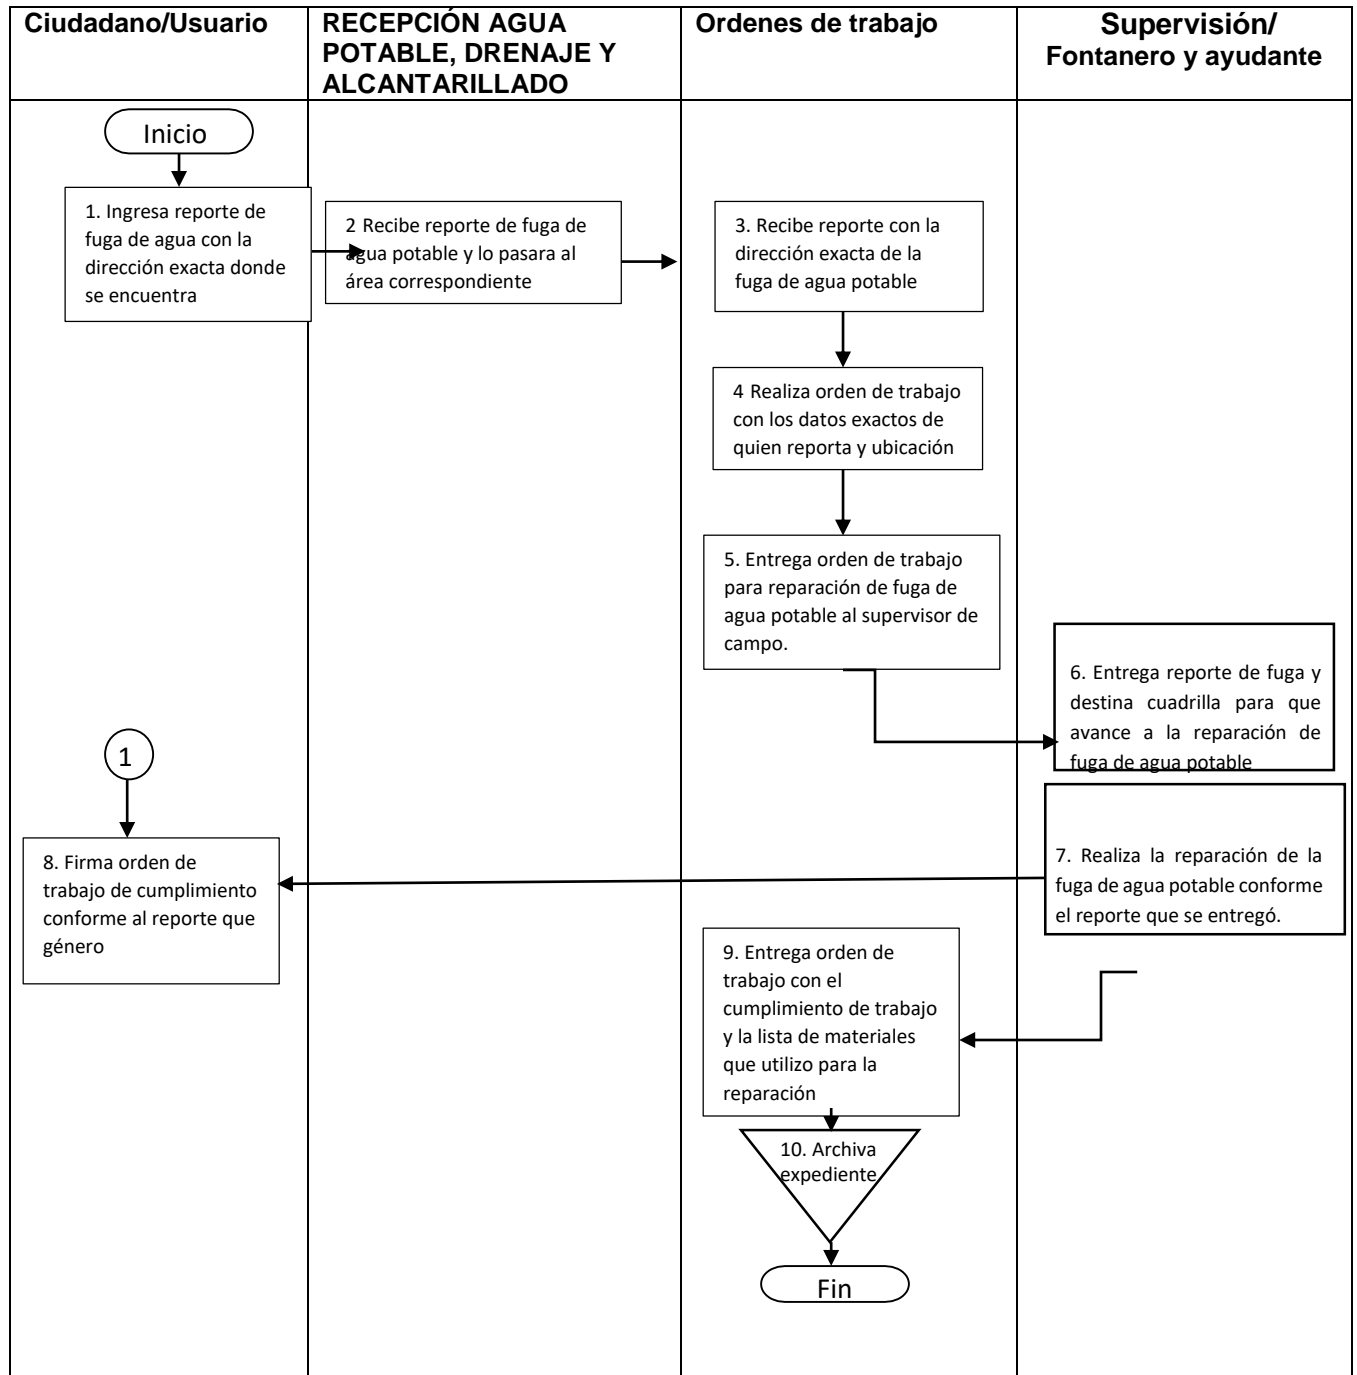 Ciudadano/Usuario
RECEPCIÓN AGUA
POTABLE, DRENAJE Y
ALCANTARILLADO
Ordenes de trabajo
Supervisión/
Fontanero y ayudante
Inicio
1. Ingresa reporte de
fuga de agua con la
dirección exacta donde
se encuentra
2 Recibe reporte de fuga de
agua potable y lo pasara al
área correspondiente
3. Recibe reporte con la
dirección exacta de la
fuga de agua potable
4 Realiza orden de trabajo
con los datos exactos de
quien reporta y ubicación
5. Entrega orden de trabajo
para reparación de fuga de
agua potable al supervisor de
campo.
6. Entrega reporte de fuga y
destina cuadrilla para que
avance a la reparación de
fuga de agua potable
1
7. Realiza la reparación de la
fuga de agua potable conforme
el reporte que se entregó.
8. Firma orden de
trabajo de cumplimiento
conforme al reporte que
género
9. Entrega orden de
trabajo con el
cumplimiento de trabajo
y la lista de materiales
que utilizo para la
reparación
10. Archiva
expediente
Fin